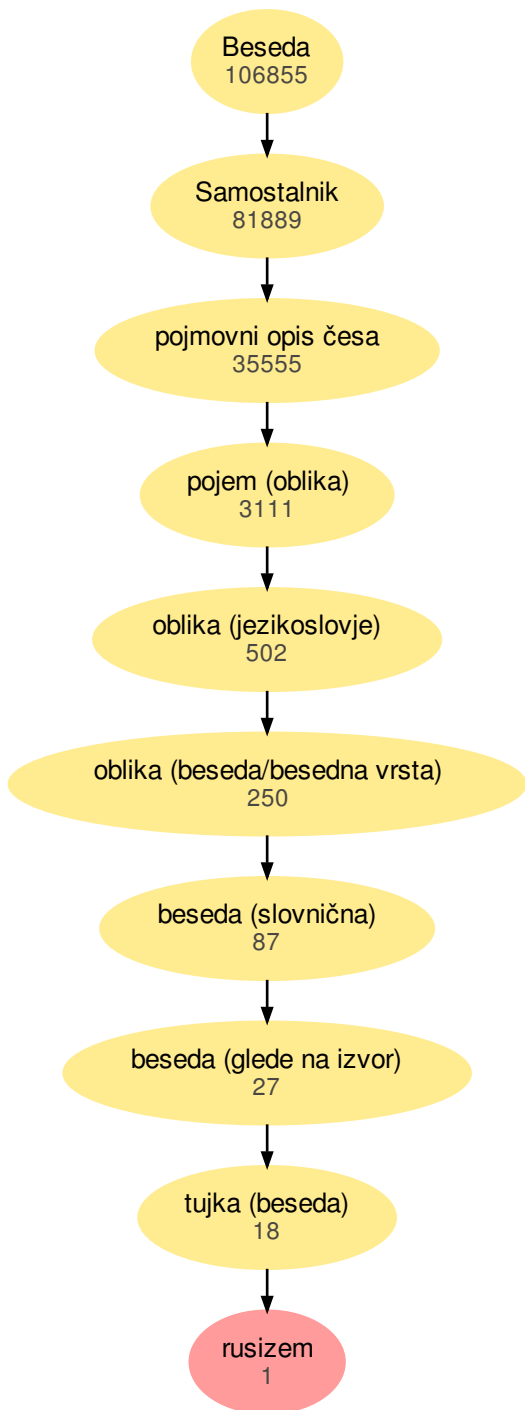 Beseda
106855
Samostalnik
81889
pojmovni opis česa
35555
pojem (oblika)
3111
oblika (jezikoslovje)
502
oblika (beseda/besedna vrsta)
250
beseda (slovnična)
87
beseda (glede na izvor)
27
tujka (beseda)
18
rusizem
1